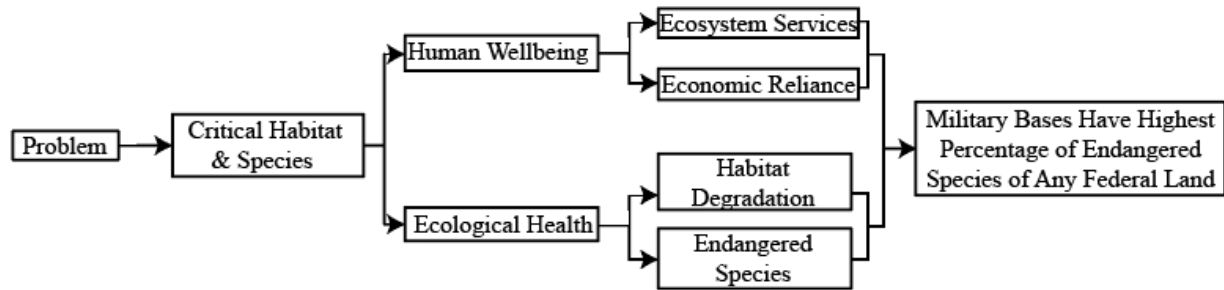 Problem
Critical Habitat
& Species
Human Wellbeing
Ecological Health
Ecosystem Services
Economic Reliance
Habitat
Degradation
Endangered
Species
Military Bases Have Highest
Percentage of Endangered
Species of Any Federal Land